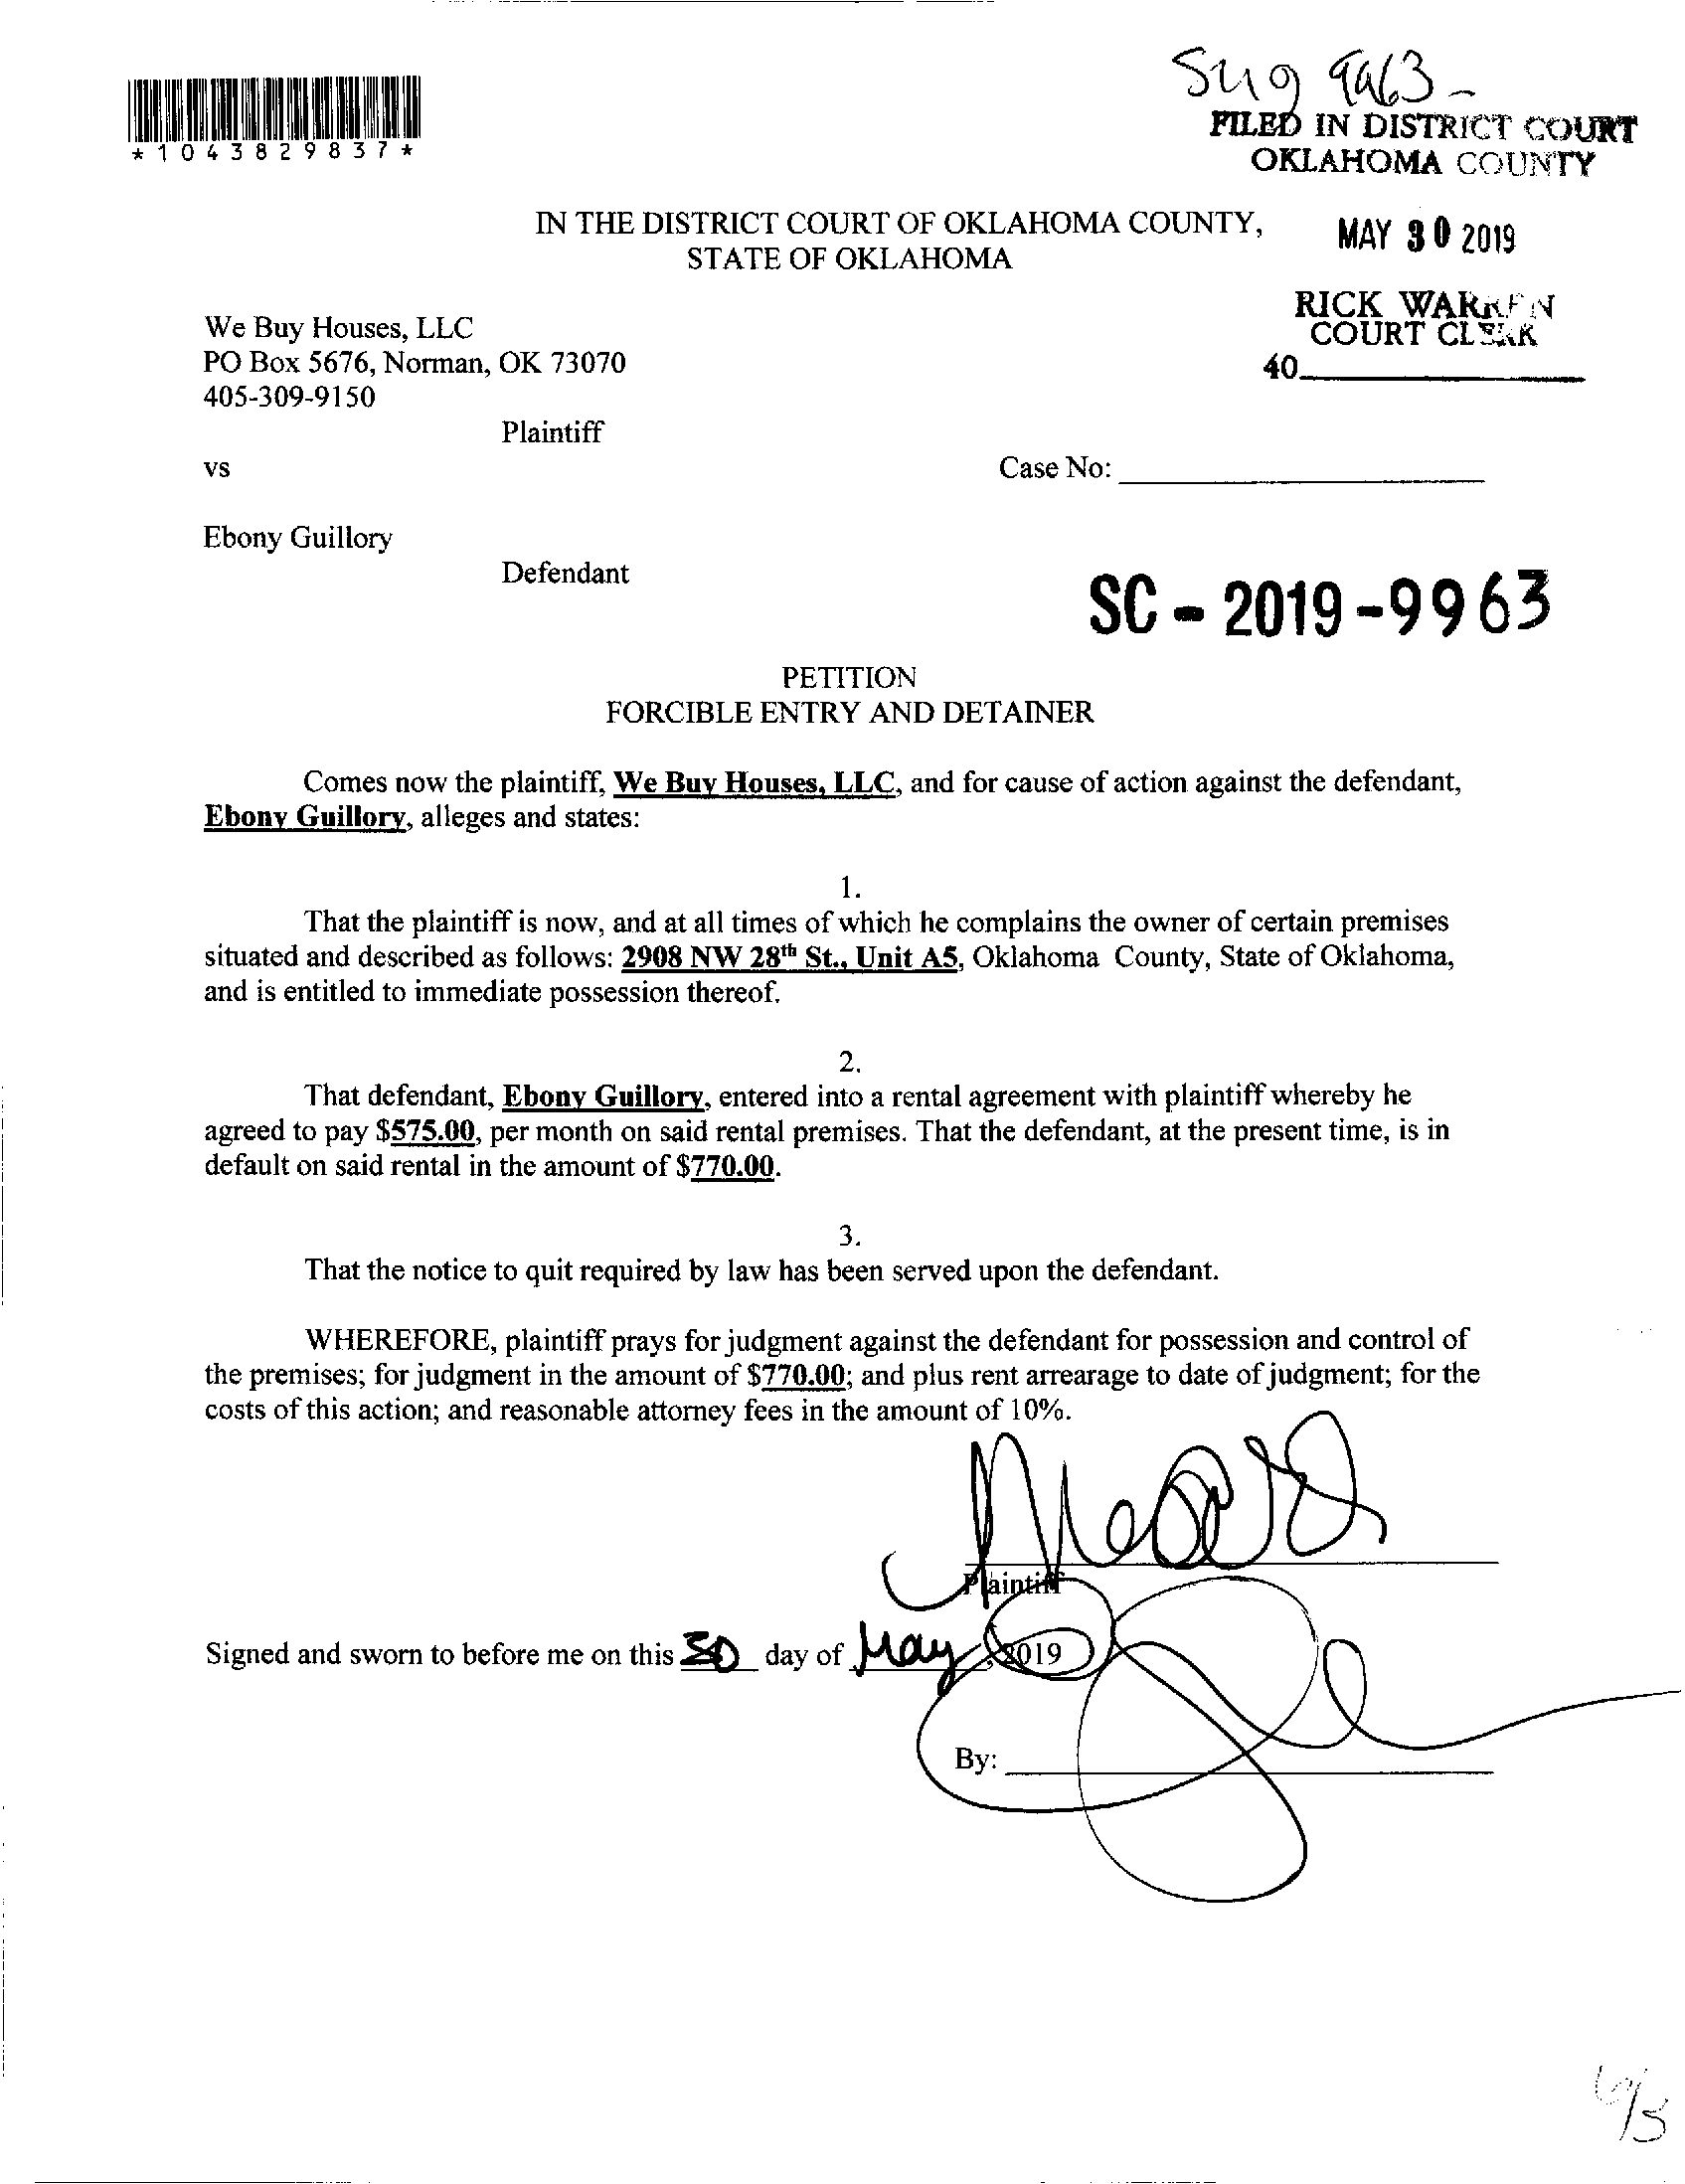 9963 -
*1043829837*
FILED IN DISTRICT COURT
OKLAHOMA COUNTY
IN THE DISTRICT COURT OF OKLAHOMA COUNTY,
STATE OF OKLAHOMA
MAY 30 2019
RICK WARREN
COURT CLERK
40
We Buy Houses, LLC
PO Box 5676, Norman, OK 73070
405-309-9150
Plaintiff
vs
Case No:
Ebony Guillory
Defendant
SC - 2019 - 9963
PETITION
FORCIBLE ENTRY AND DETAINER
Comes now the plaintiff, We Buy Houses, LLC, and for cause of action against the defendant,
Ebony Guillory, alleges and states:
1.
That the plaintiff is now, and at all times of which he complains the owner of certain premises
situated and described as follows: 2908 NW 28th St., Unit A5, Oklahoma County, State of Oklahoma,
and is entitled to immediate possession thereof.
2.
That defendant, Ebony Guillory, entered into a rental agreement with plaintiff whereby he
agreed to pay $575.00, per month on said rental premises. That the defendant, at the present time, is in
default on said rental in the amount of $770.00.
3.
That the notice to quit required by law has been served upon the defendant.
WHEREFORE, plaintiff prays for judgment against the defendant for possession and control of
the premises; for judgment in the amount of $770.00; and plus rent arrearage to date of judgment; for the
costs of this action; and reasonable attorney fees in the amount of 10%.
Plaintiff
Signed and sworn to before me on this 30 day of May, 2019
By: